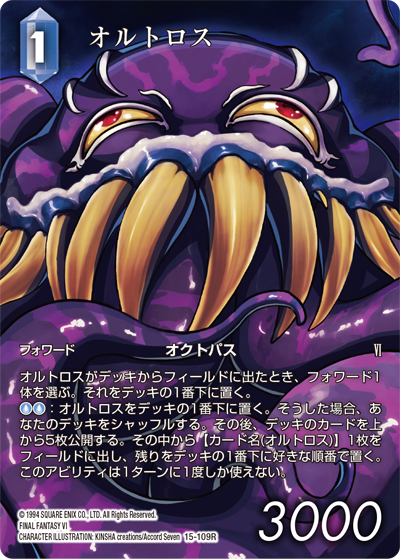 1
オルトロス
フォワード オクトパス VI
オルトロスがデッキからフィールドに出たとき、フォワード1
体を選ぶ。それをデッキの1番下に置く。
水水：オルトロスをデッキの1番下に置く。そうした場合、あ
なたのデッキをシャッフルする。その後、デッキのカードを上
から5枚公開する。その中から【カード名(オルトロス)】1枚を
フィールドに出し、残りをデッキの1番下に好きな順番で置く。
このアビリティは1ターンに1度しか使えない。
© 1994 SQUARE ENIX CO., LTD. All Rights Reserved.
FINAL FANTASY VI
CHARACTER ILLUSTRATION: KINSHA creations/Accord Seven 15-109R
3000